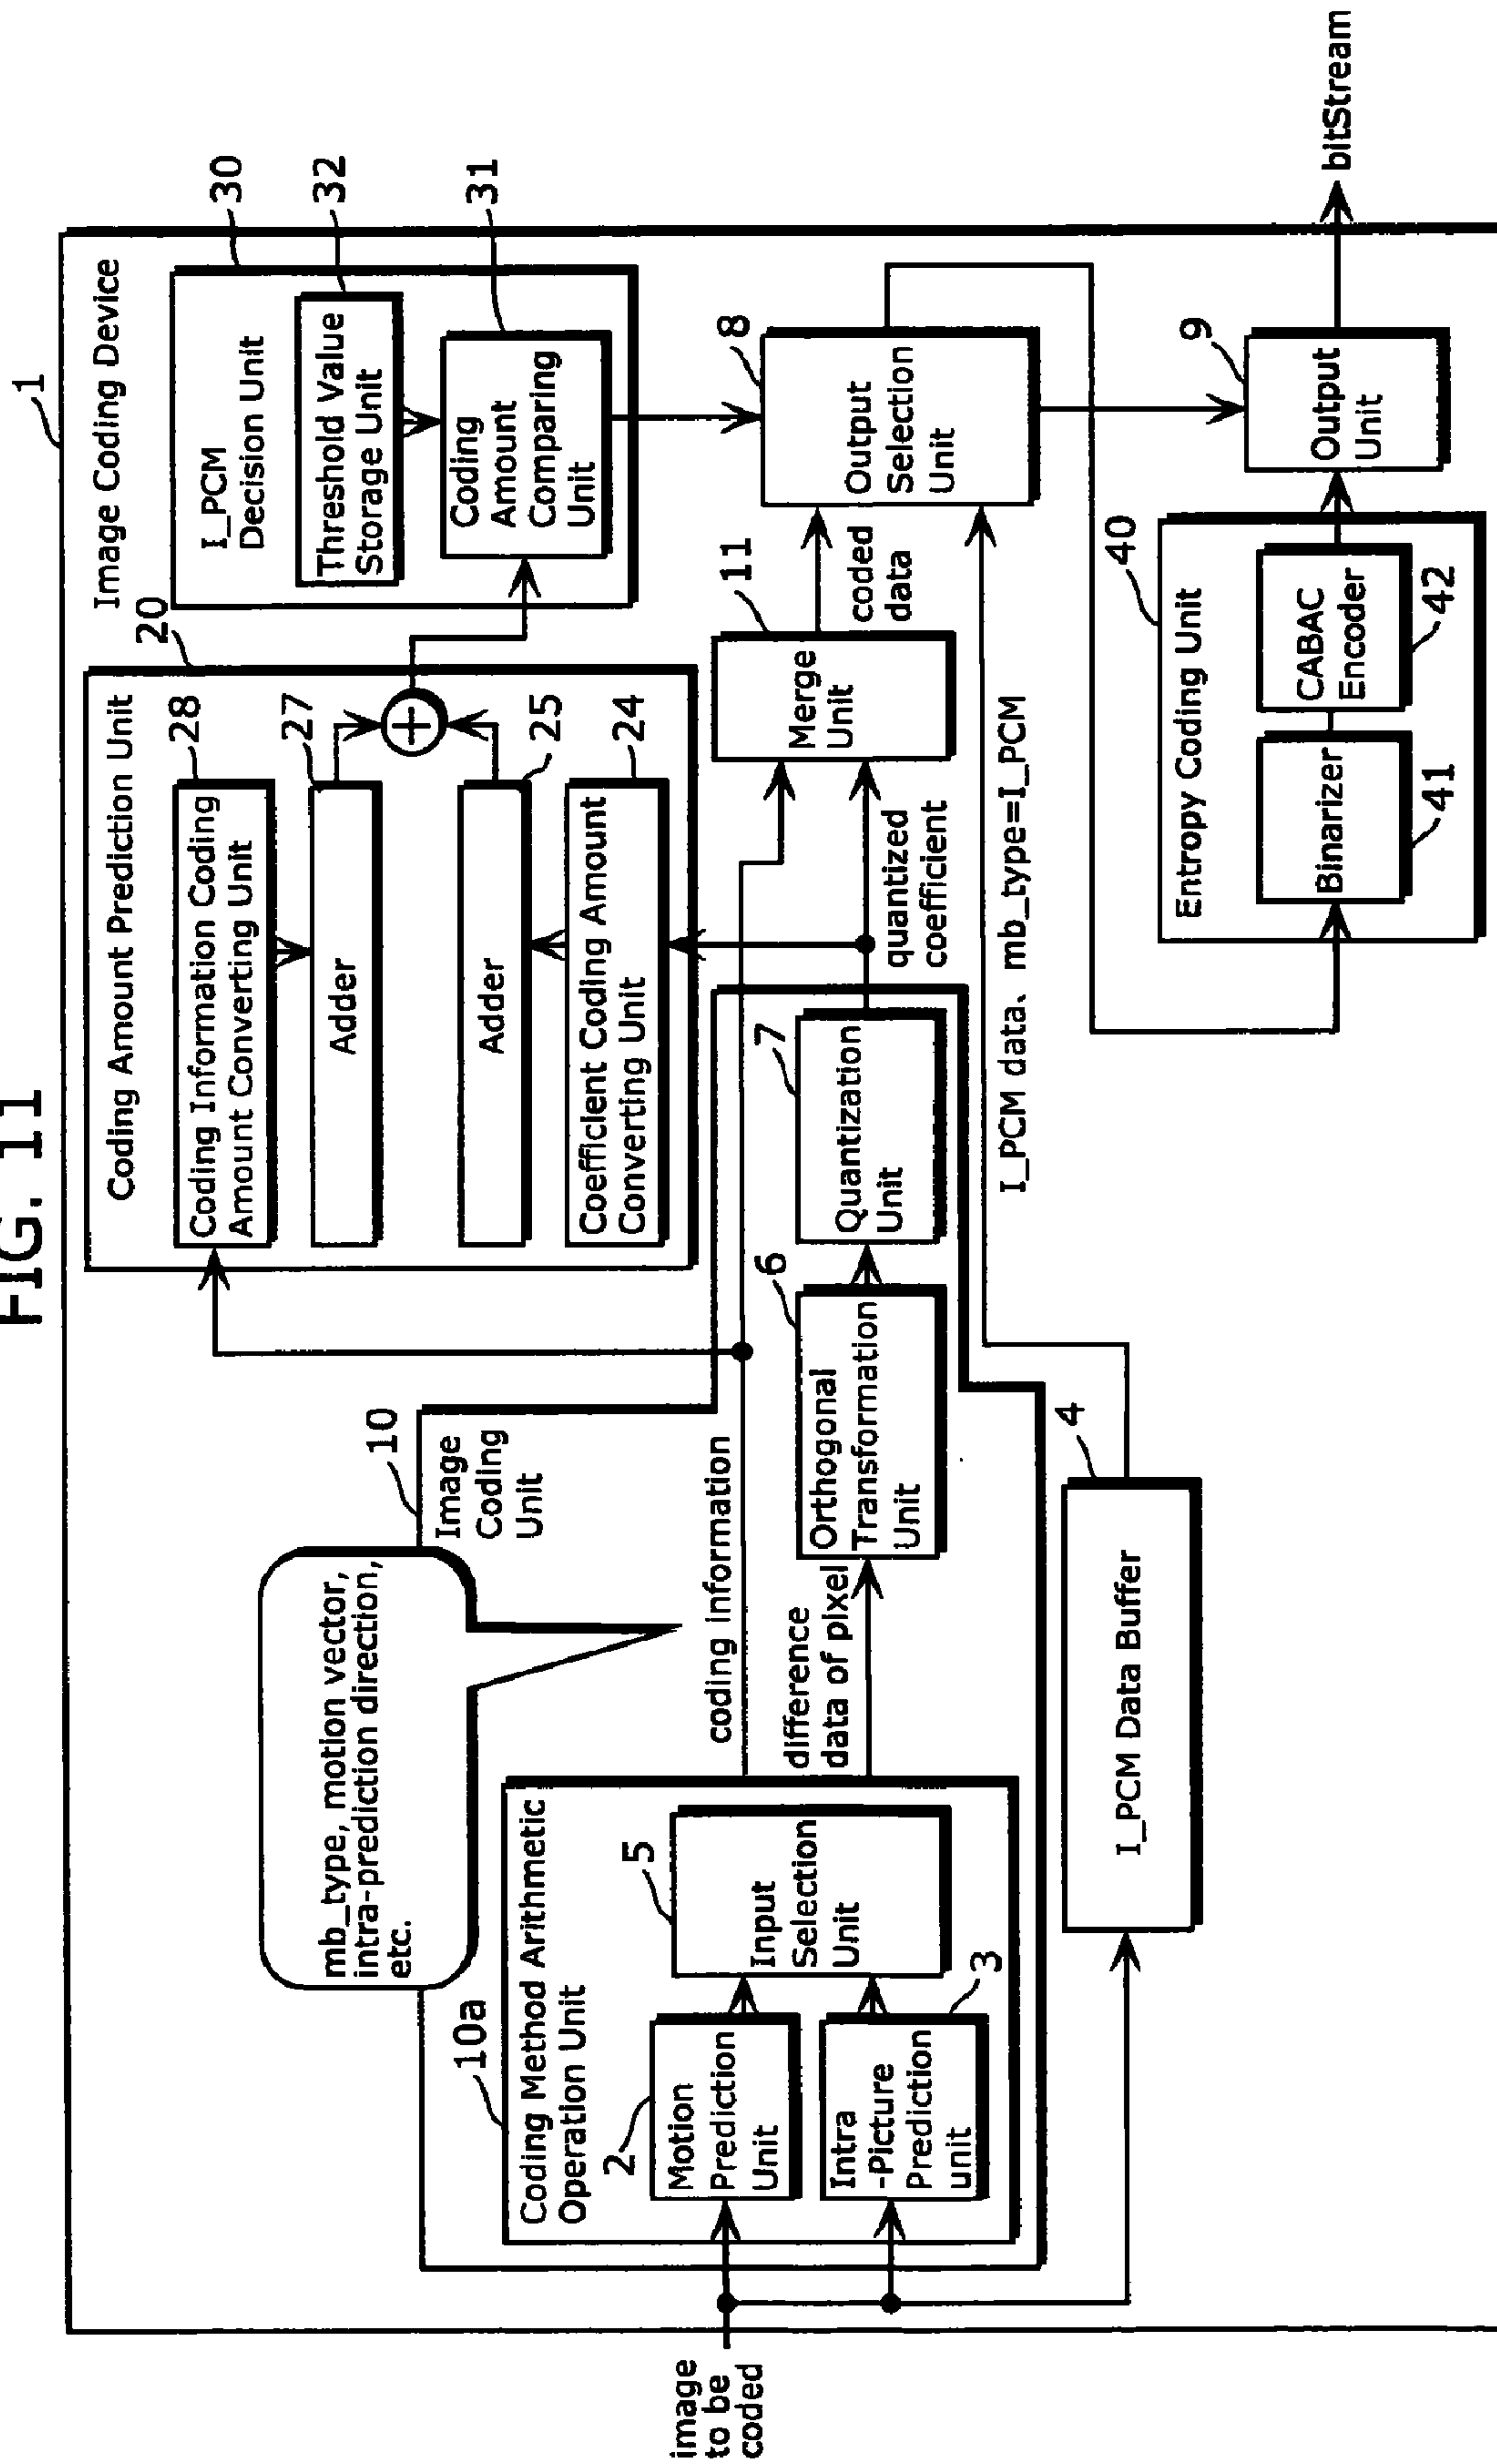 FIG. 11
1
Image Coding Device
mb_type, motion vector,
intra-prediction direction,
etc.
10
Image
Coding
Unit
Coding Amount Prediction Unit
20
Coding Information Coding
Amount Converting Unit
28
Adder
27
Adder
25
Coefficient Coding Amount
Converting Unit
24
I_PCM
Decision Unit
30
Threshold Value
Storage Unit
32
Coding
Amount
Comparing
Unit
31
10a
Coding Method Arithmetic
Operation Unit
2
Motion
Prediction
Unit
Intra
-Picture
Prediction
unit
3
5
Input
Selection
Unit
image
to be
coded
coding information
difference
data of pixel
6
Orthogonal
Transformation
Unit
7
Quantization
Unit
quantized
coefficient
11
Merge
Unit
coded
data
8
Output
Selection
Unit
4
I_PCM Data Buffer
I_PCM data、mb_type=I_PCM
40
Entropy Coding Unit
Binarizer
41
CABAC
Encoder
42
9
Output
Unit
bitStream